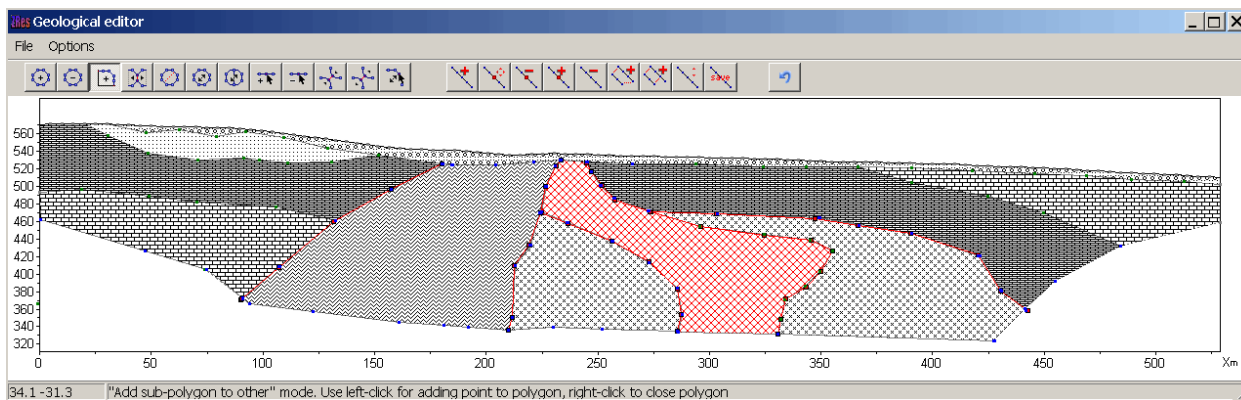 2Res Geological editor
File Options
save
560
540
520
500
480
460
440
420
400
380
360
340
320
0 50 100 150 200 250 300 350 400 450 500 Xm
34.1 -31.3 "Add sub-polygon to other" mode. Use left-click for adding point to polygon, right-click to close polygon